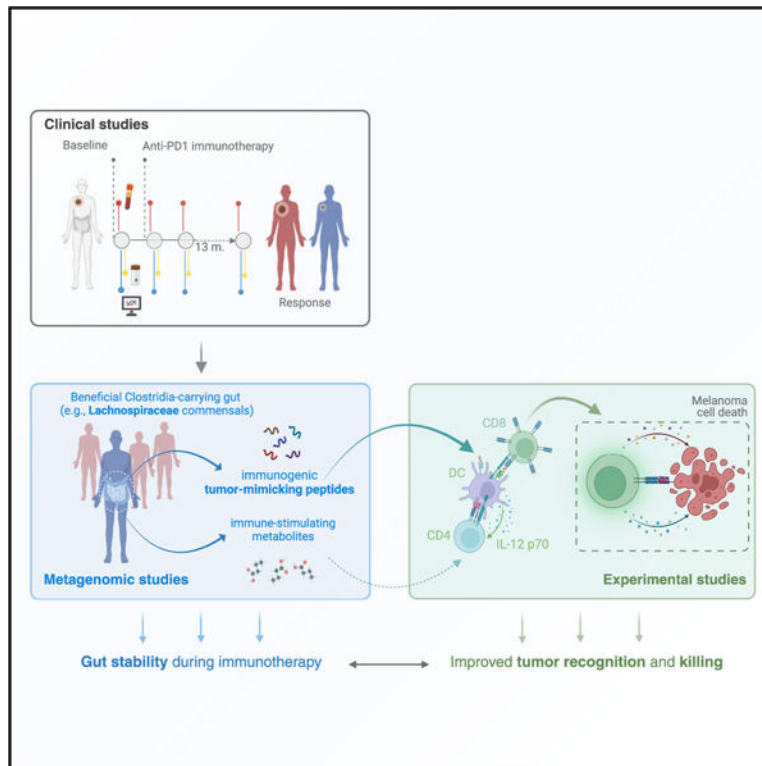 Clinical studies
Baseline
Anti-PD1 immunotherapy
13 m.
Response
Beneficial Clostridia-carrying gut
(e.g., Lachnospiraceae commensals)
immunogenic
tumor-mimicking peptides
immune-stimulating
metabolites
Metagenomic studies
CD8
DC
CD4
IL-12 p70
Melanoma
cell death
Experimental studies
Gut stability during immunotherapy
Improved tumor recognition and killing